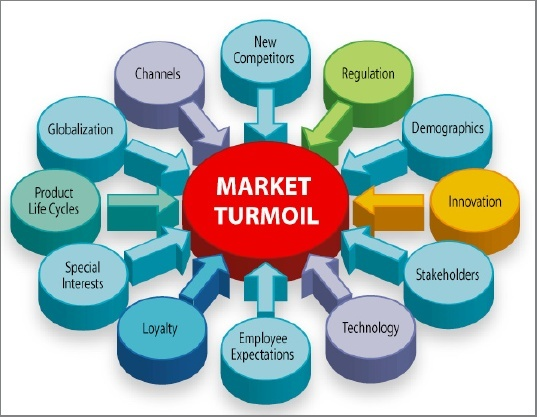 New
Competitors
Channels
Regulation
Globalization
Demographics
Product
Life Cycles
MARKET
TURMOIL
Innovation
Special
Interests
Stakeholders
Loyalty
Employee
Expectations
Technology